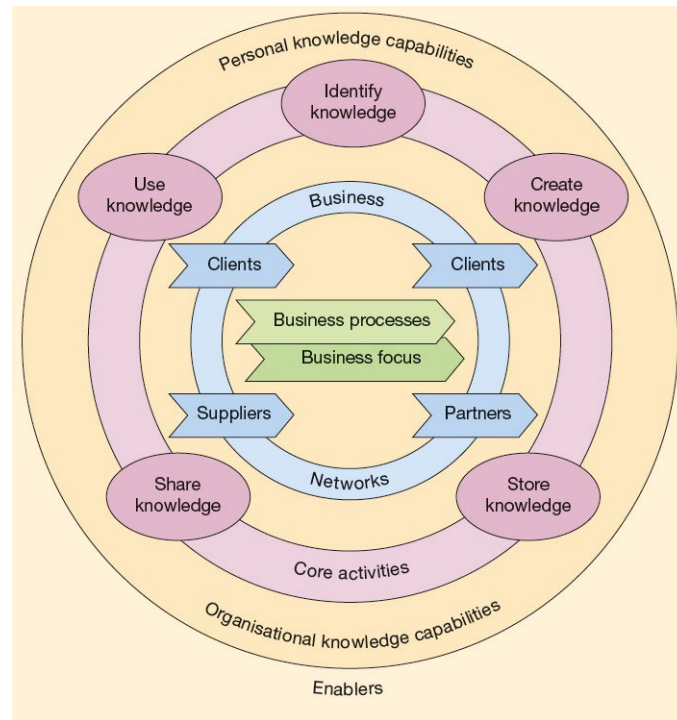 Personal knowledge capabilities
Identify
knowledge
Use
knowledge
Create
knowledge
Business
Clients
Clients
Business processes
Business focus
Suppliers
Partners
Networks
Share
knowledge
Store
knowledge
Core activities
Organisational knowledge capabilities
Enablers